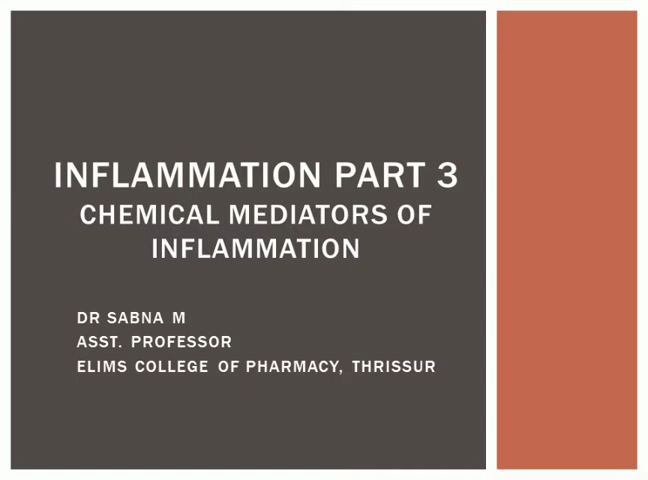 INFLAMMATION PART 3
CHEMICAL MEDIATORS OF
INFLAMMATION
DR SABNA M
ASST. PROFESSOR
ELIMS COLLEGE OF PHARMACY, THRISSUR